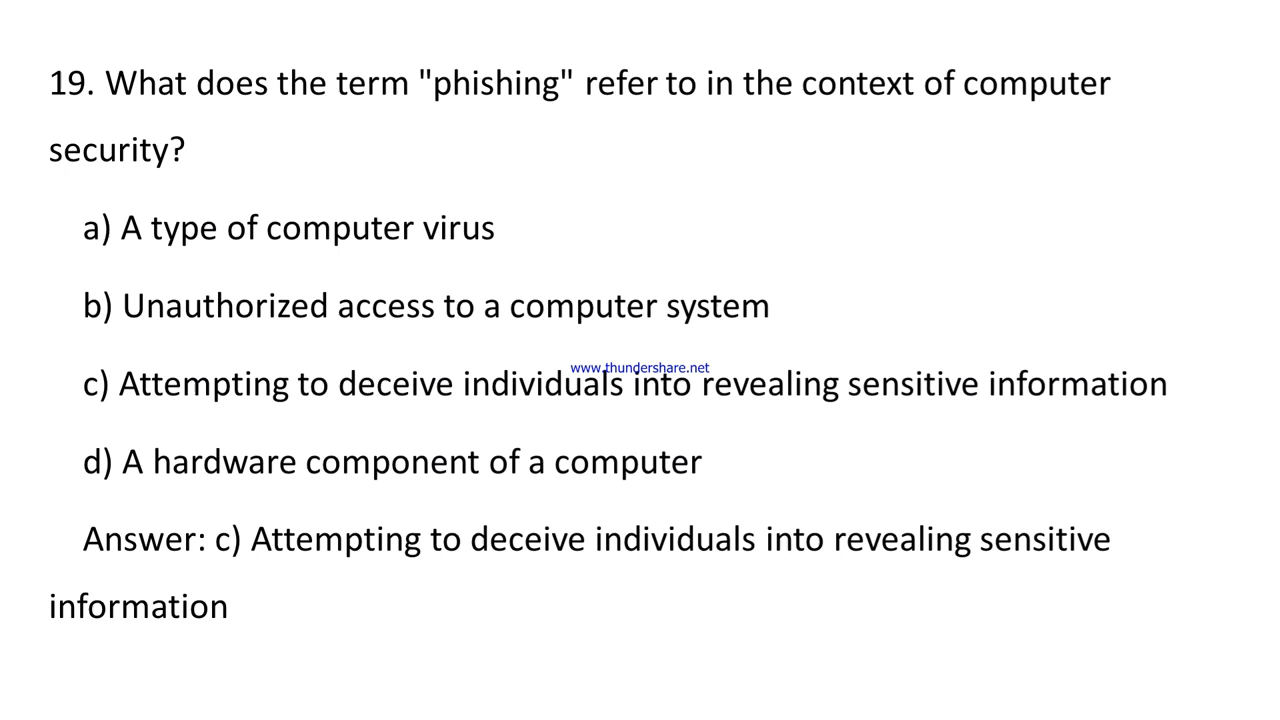 19. What does the term "phishing" refer to in the context of computer
security?
a) A type of computer virus
b) Unauthorized access to a computer system
www.thundershare.net
c) Attempting to deceive individuals into revealing sensitive information
d) A hardware component of a computer
Answer: c) Attempting to deceive individuals into revealing sensitive
information